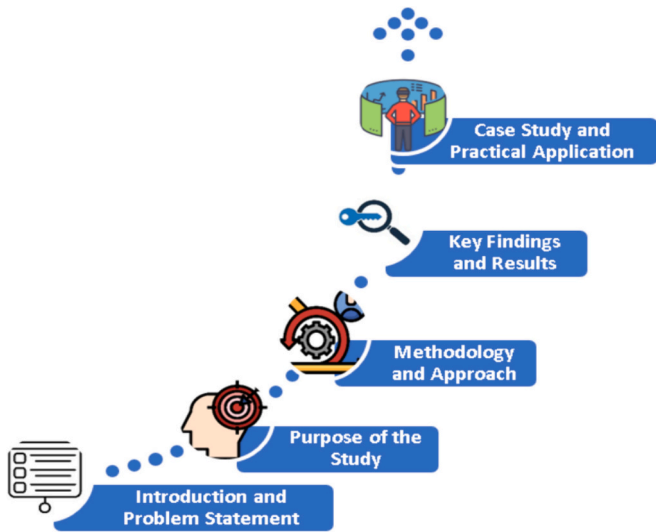 Case Study and
Practical Application
Key Findings
and Results
Methodology
and Approach
Purpose of the
Study
Introduction and
Problem Statement